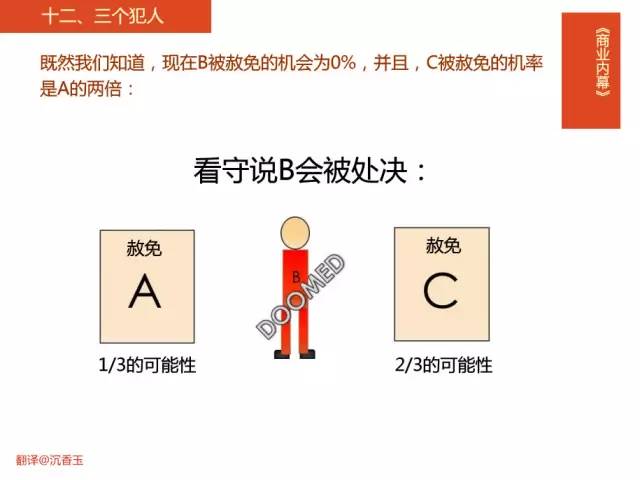 十二、三个犯人
《商业内幕》
既然我们知道，现在B被赦免的机会为0%，并且，C被赦免的机率
是A的两倍：
看守说B会被处决：
赦免
A
B
DOOMED
赦免
C
1/3的可能性
2/3的可能性
翻译@沉香玉